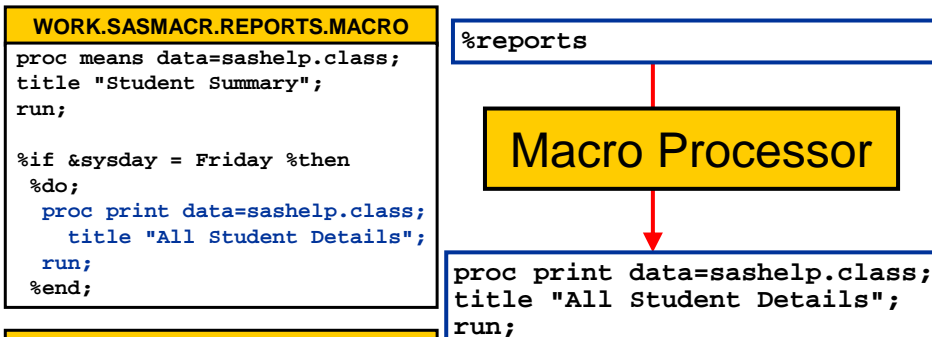 WORK.SASMACR.REPORTS.MACRO
proc means data=sashelp.class;
title "Student Summary";
run;
%if &sysday = Friday %then
%do;
proc print data=sashelp.class;
title "All Student Details";
run;
%end;
%reports
Macro Processor
proc print data=sashelp.class;
title "All Student Details";
run;